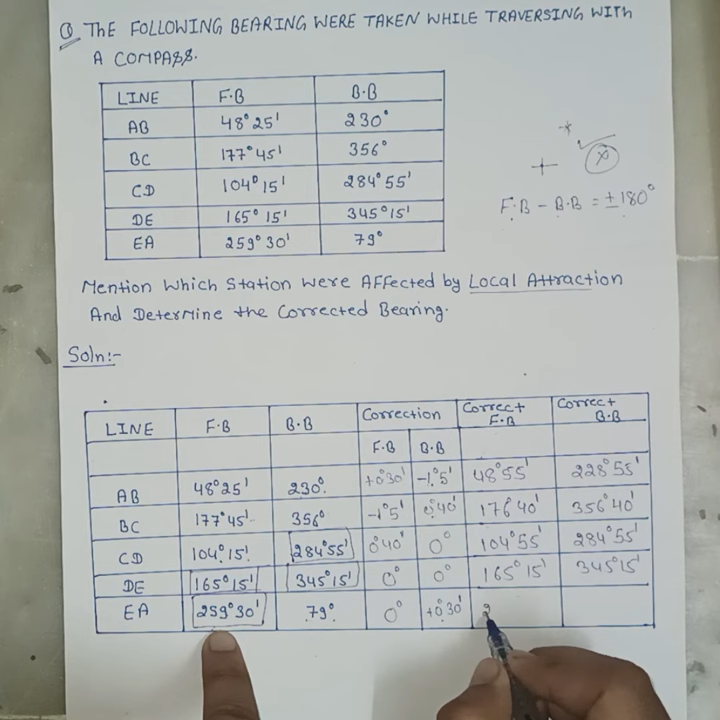 Q THE FOLLOWING BEARING WERE TAKEN WHILE TRAVERSING WITH
A COMPASS.
LINE F.B B.B
AB 48°25' 230°
BC 177°45' 356°
CD 104°15' 284°55'
DE 165°15' 345°15'
EA 259°30' 79°
F.B - B.B = ±180°
Mention Which Station Were Affected by Local Attraction
And Determine the Corrected Bearing.
Soln:-
LINE F.B B.B Correction Correct F.B Correct B.B
F.B B.B
AB 48°25' 230° +0°30' -1°5' 48°55' 228°55'
BC 177°45' 356° -1°5' 0°40' 176°40' 356°40'
CD 104°15' 284°55' 0°40' 0° 104°55' 284°55'
DE 165°15' 345°15' 0° 0° 165°15' 345°15'
EA 259°30' 79° 0° +0°30'